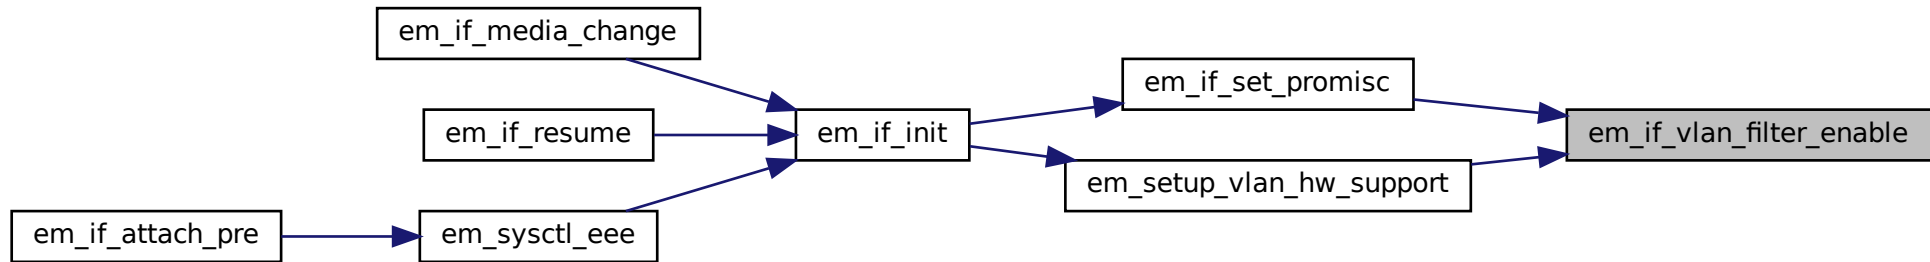 em_if_media_change
em_if_set_promisc
em_if_resume
em_if_init
em_if_vlan_filter_enable
em_setup_vlan_hw_support
em_if_attach_pre
em_sysctl_eee